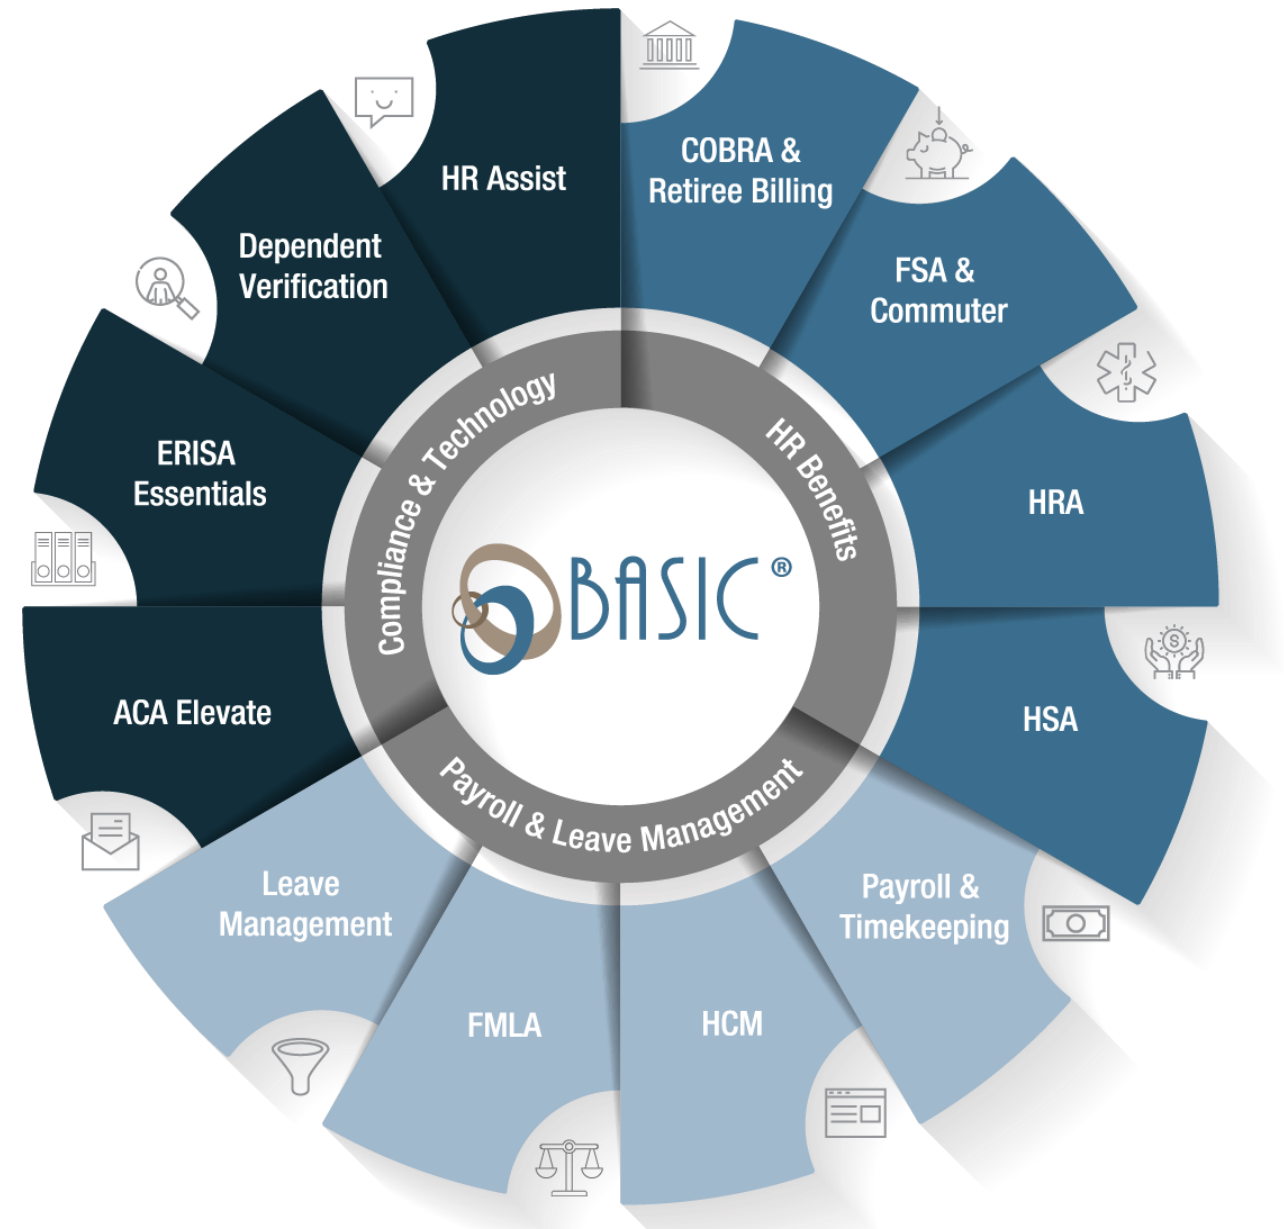 HR Assist
COBRA &
Retiree Billing
FSA &
Commuter
HRA
HSA
Payroll &
Timekeeping
HCM
FMLA
Leave
Management
ACA Elevate
ERISA
Essentials
Dependent
Verification
Compliance & Technology
HR Benefits
Payroll & Leave Management
BASIC®
$